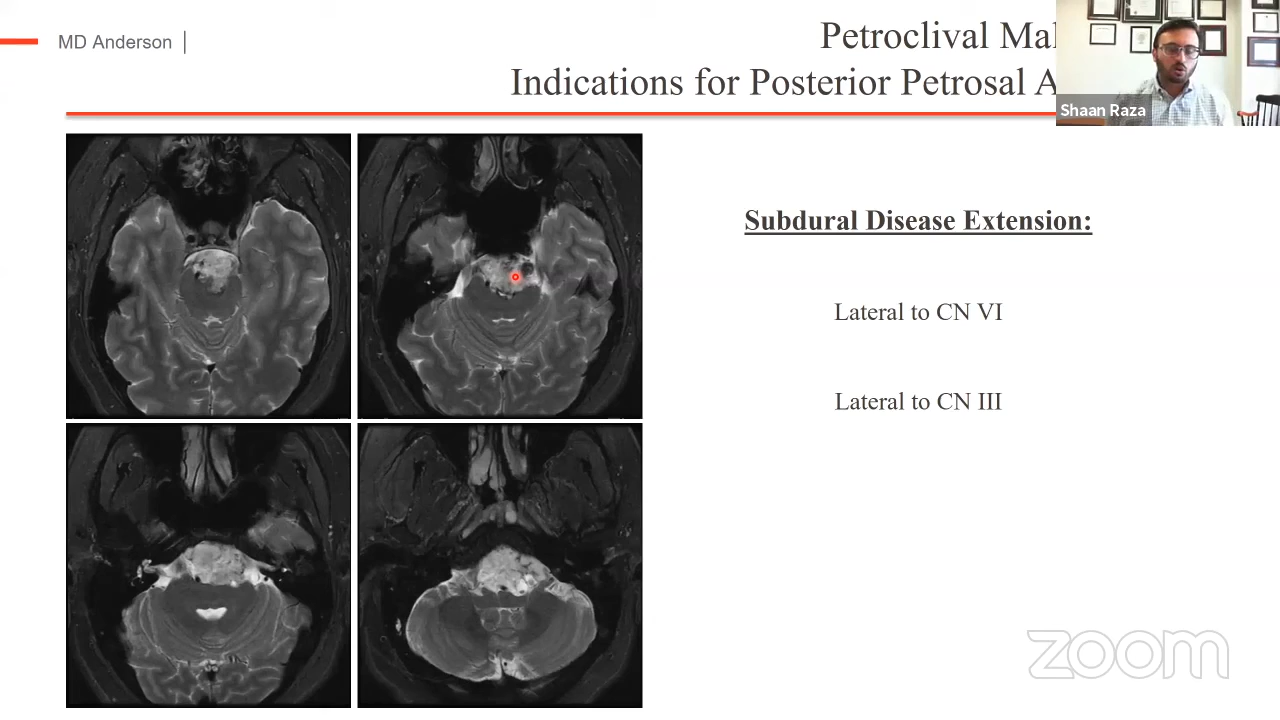 MD Anderson
Petroclival Mal
Indications for Posterior Petrosal A
Shaan Raza
Subdural Disease Extension:
Lateral to CN VI
Lateral to CN III
zoom